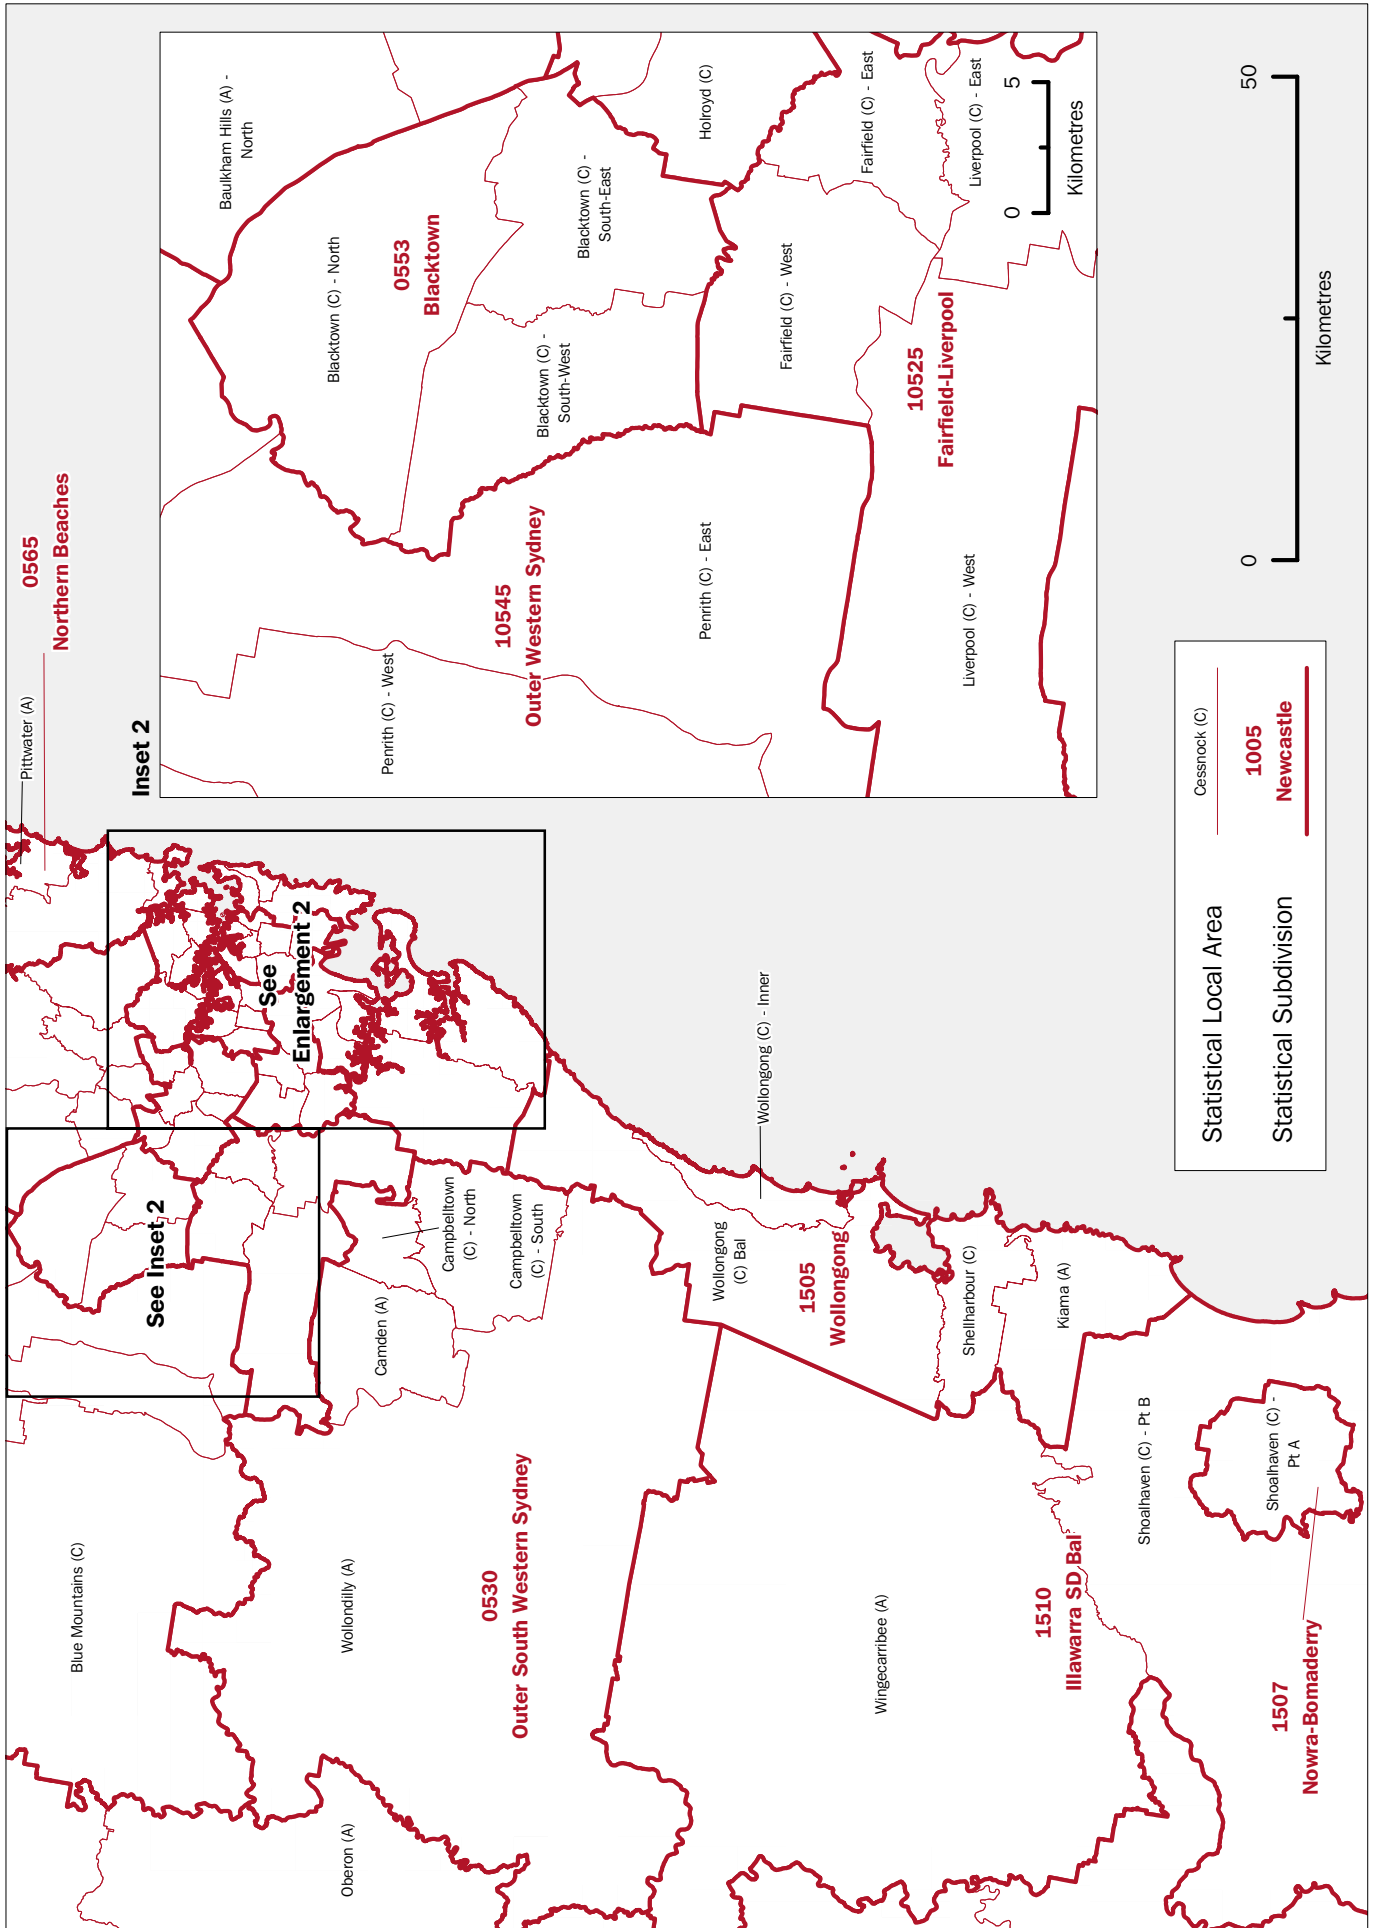 0565
Northern Beaches
Pittwater (A)
Inset 2
Baulkham Hills (A) -
North
Blacktown (C) - North
0553
Blacktown
Blacktown (C) -
South-East
Blacktown (C) -
South-West
Holroyd (C)
Fairfield (C) - East
Fairfield (C) - West
Liverpool (C) - East
10525
Fairfield-Liverpool
Liverpool (C) - West
Penrith (C) - East
10545
Outer Western Sydney
Penrith (C) - West
0
5
Kilometres
0
50
Kilometres
See
Enlargement 2
See Inset 2
Blue Mountains (C)
Camden (A)
Campbelltown
(C) - North
Campbelltown
(C) - South
Wollondilly (A)
0530
Outer South Western Sydney
Oberon (A)
Wollongong (C) - Inner
Wollongong
(C) Bal
1505
Wollongong
Shellharbour (C)
Kiama (A)
Wingecarribee (A)
1510
Illawarra SD Bal
Shoalhaven (C) - Pt B
Shoalhaven (C) -
Pt A
1507
Nowra-Bomaderry
Statistical Local Area
Cessnock (C)
Statistical Subdivision
1005
Newcastle